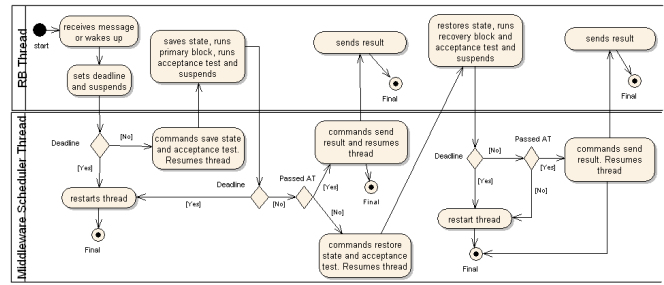 RB Thread
start
receives message
or wakes up
sets deadline
and suspends
saves state, runs
primary block, runs
acceptance test and
suspends
sends result
Final
restores state, runs
recovery block and
acceptance test and
suspends
sends result
Final
Middleware Scheduler Thread
Deadline
[No]
[Yes]
commands save state
and acceptance test.
Resumes thread
restarts thread
Final
[Yes]
Deadline
[No]
Passed AT
[Yes]
[No]
commands send
result and resumes
thread
Final
commands restore
state and acceptance
test. Resumes thread
Deadline
[No]
[Yes]
Passed AT
[Yes]
[No]
commands send
result. Resumes
thread
restart thread
Final